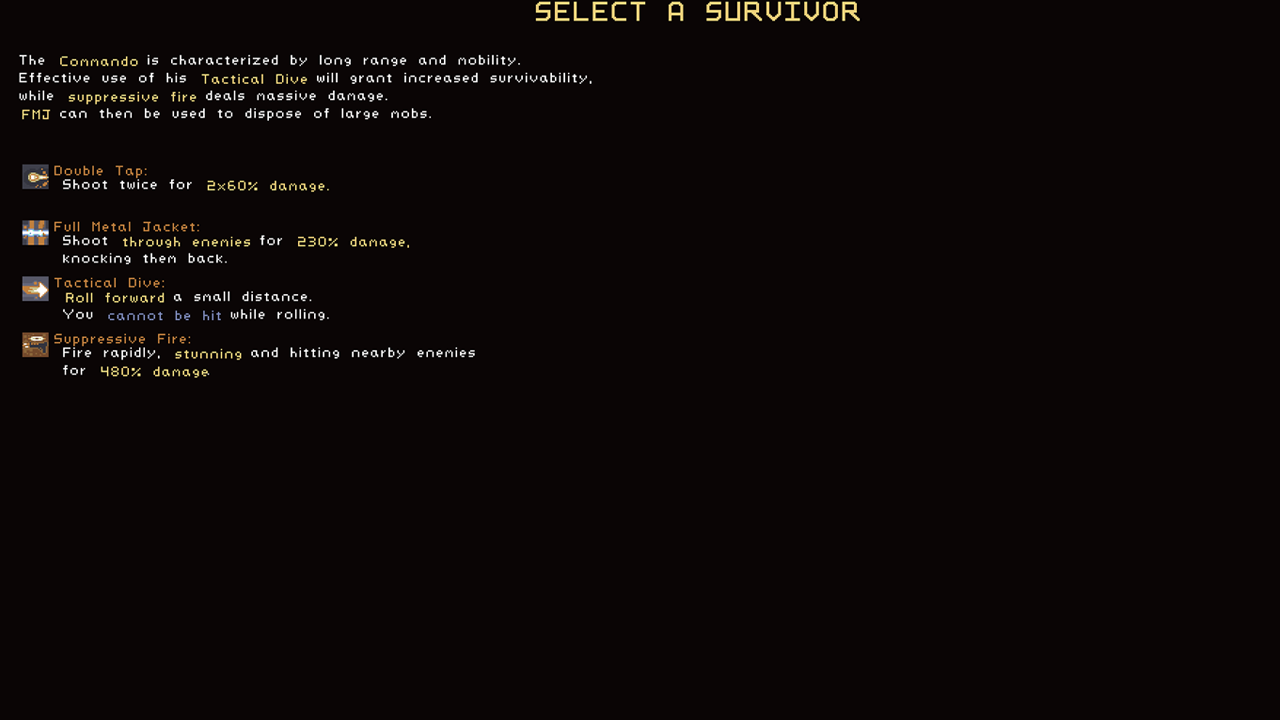 SELECT A SURVIVOR
The Commando is characterized by long range and mobility.
Effective use of his Tactical Dive will grant increased survivability,
while suppressive fire deals massive damage.
FMJ can then be used to dispose of large mobs.
Double Tap:
Shoot twice for 2x60% damage.
Full Metal Jacket:
Shoot through enemies for 230% damage,
knocking them back.
Tactical Dive:
Roll forward a small distance.
You cannot be hit while rolling.
Suppressive Fire:
Fire rapidly, stunning and hitting nearby enemies
for 480% damage